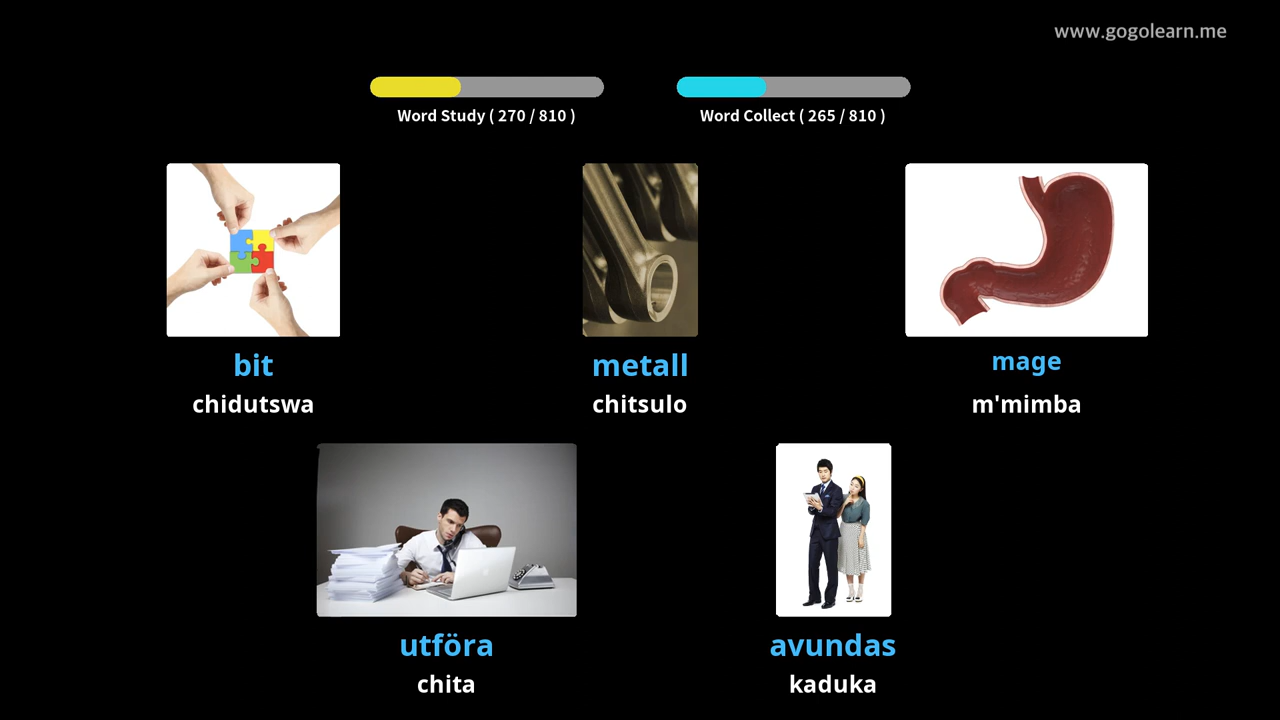 www.gogolearn.me
Word Study ( 270 / 810 )
Word Collect ( 265 / 810 )
bit
chidutswa
metall
chitsulo
mage
m'mimba
utföra
chita
avundas
kaduka